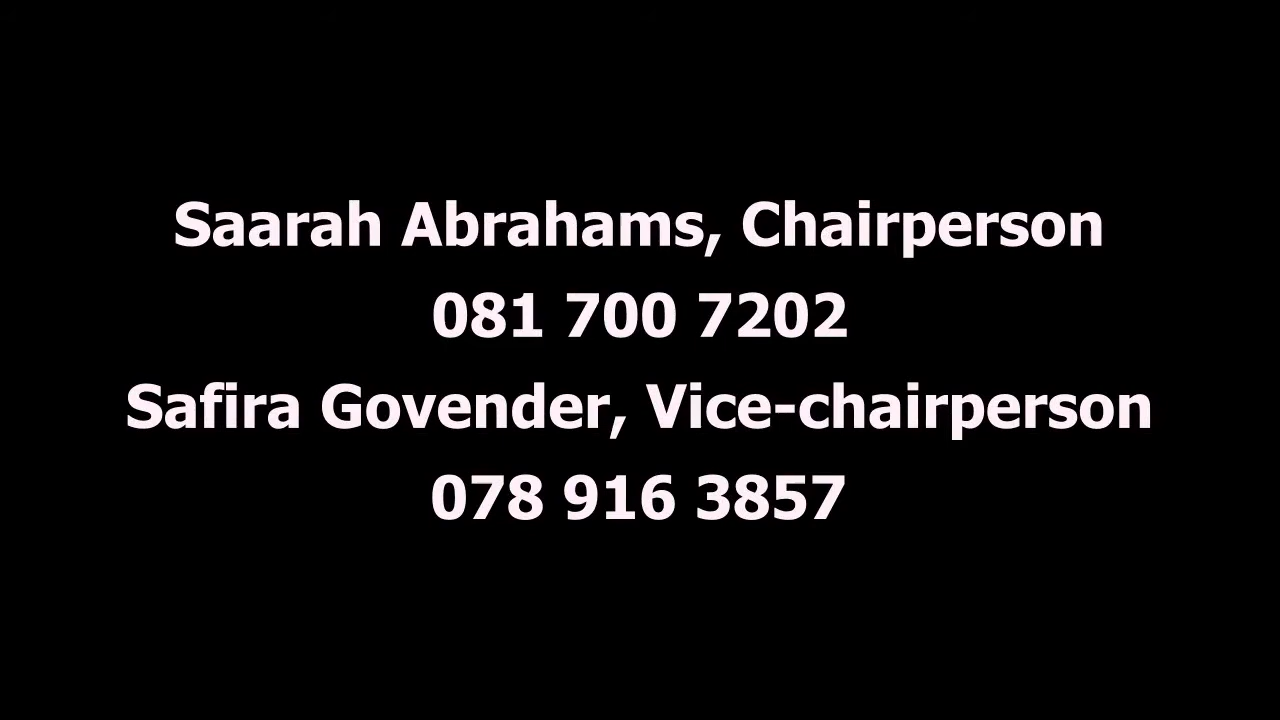 Saarah Abrahams, Chairperson
081 700 7202
Safira Govender, Vice-chairperson
078 916 3857